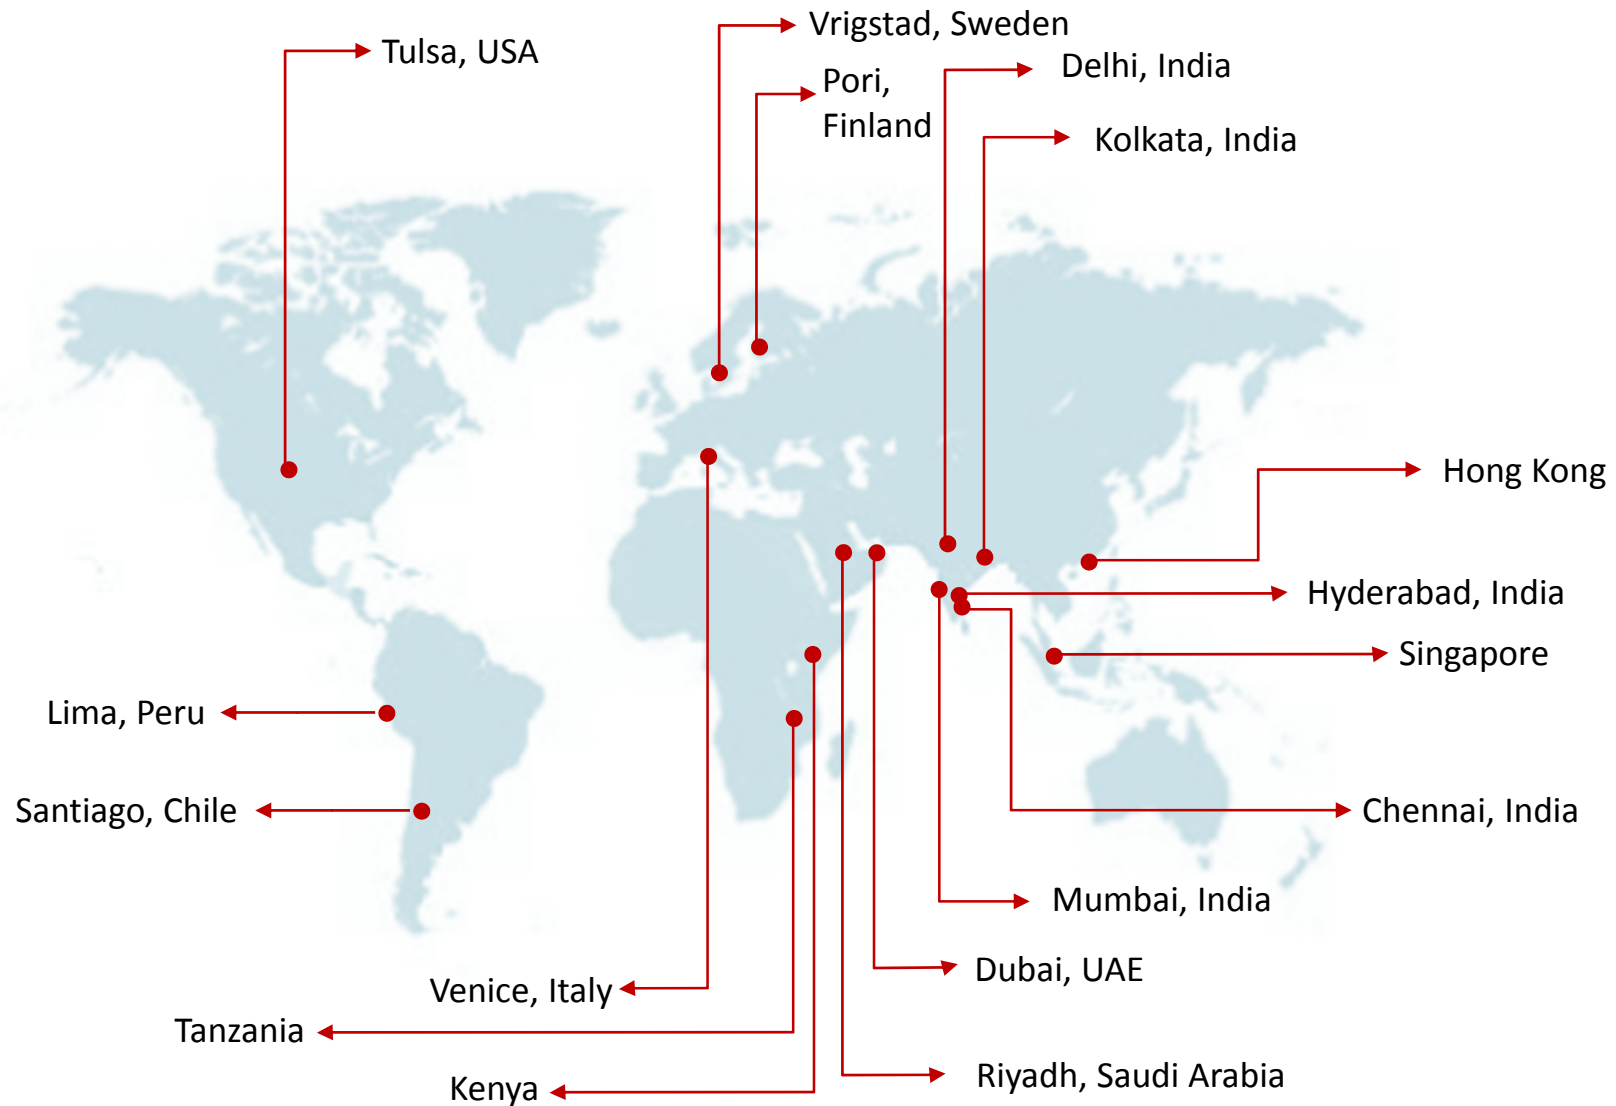 Vrigstad, Sweden
Tulsa, USA
Delhi, India
Pori,
Finland
Kolkata, India
Hong Kong
Hyderabad, India
Singapore
Lima, Peru
Santiago, Chile
Chennai, India
Mumbai, India
Dubai, UAE
Venice, Italy
Tanzania
Riyadh, Saudi Arabia
Kenya